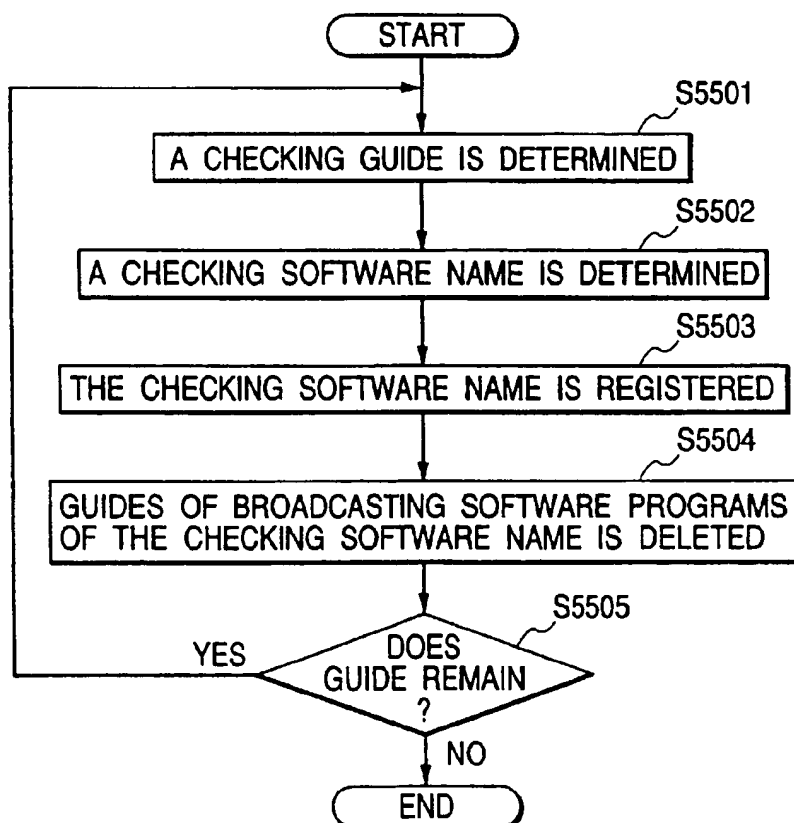 START
S5501
A CHECKING GUIDE IS DETERMINED
S5502
A CHECKING SOFTWARE NAME IS DETERMINED
S5503
THE CHECKING SOFTWARE NAME IS REGISTERED
S5504
GUIDES OF BROADCASTING SOFTWARE PROGRAMS
OF THE CHECKING SOFTWARE NAME IS DELETED
S5505
YES
DOES
GUIDE REMAIN
?
NO
END